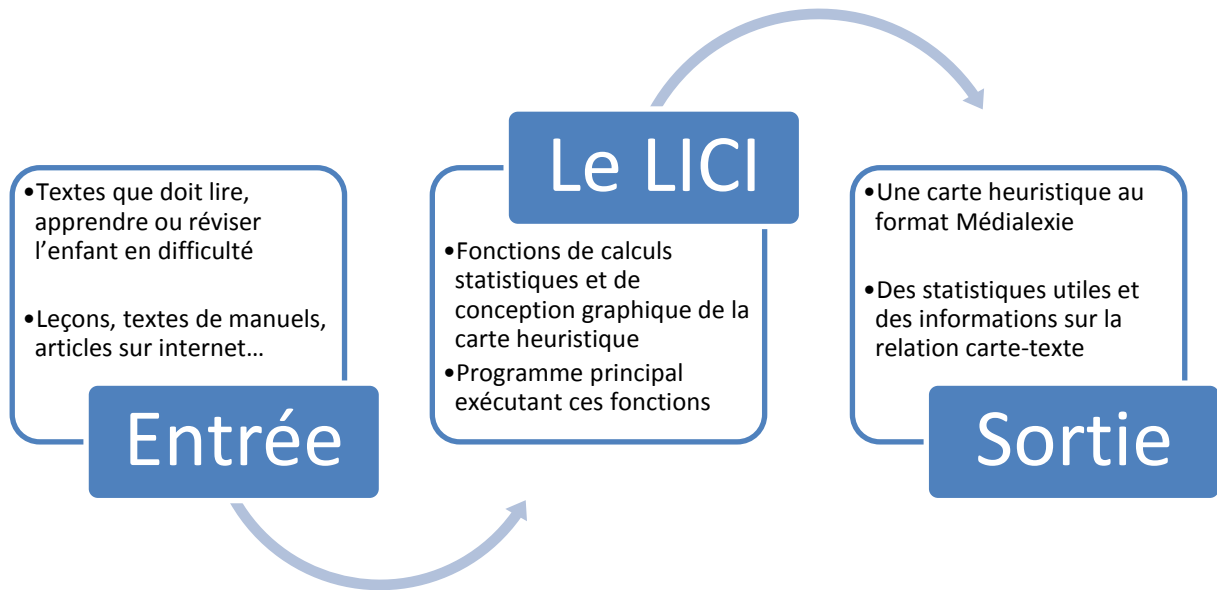 •Textes que doit lire,
apprendre ou réviser
l’enfant en difficulté
•Leçons, textes de manuels,
articles sur internet…
Entrée
Le LICI
•Fonctions de calculs
statistiques et de
conception graphique de la
carte heuristique
•Programme principal
exécutant ces fonctions
•Une carte heuristique au
format Médialexie
•Des statistiques utiles et
des informations sur la
relation carte-texte
Sortie